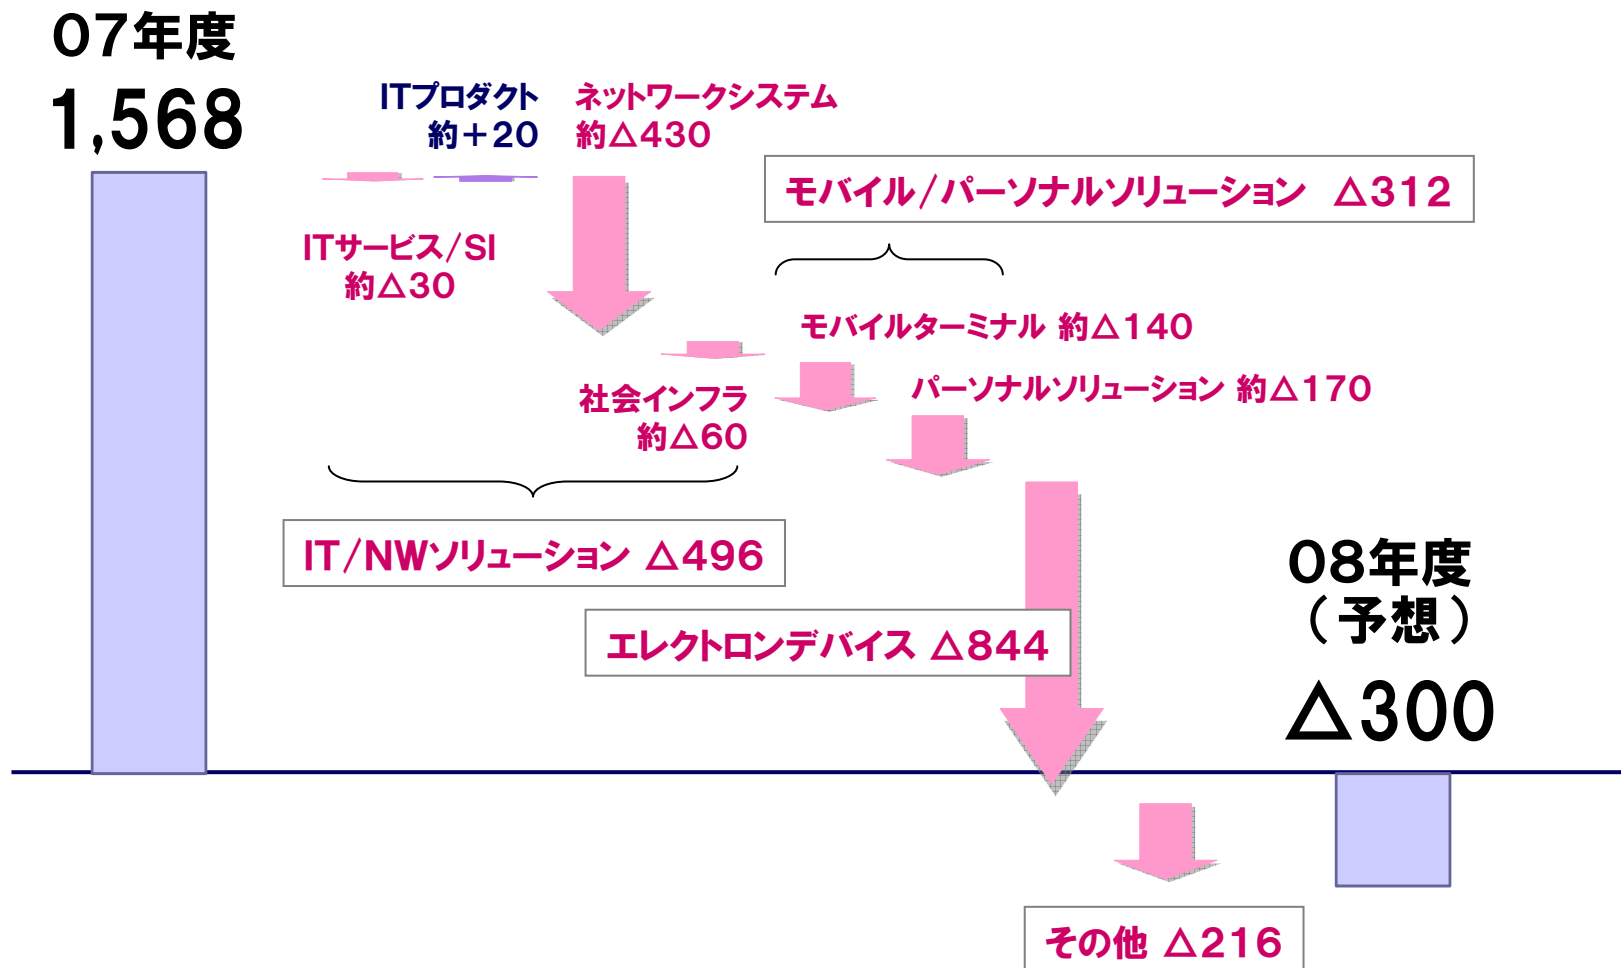 ０７年度
1,568
ITプロダクト
約＋２０
ネットワークシステム
約△４３０
モバイル/パーソナルソリューション △３１２
ITサービス/SI
約△３０
モバイルターミナル 約△１４０
パーソナルソリューション 約△１７０
社会インフラ
約△６０
IT/NWソリューション △４９６
エレクトロンデバイス △８４４
０８年度
（予想）
△３００
その他 △２１６